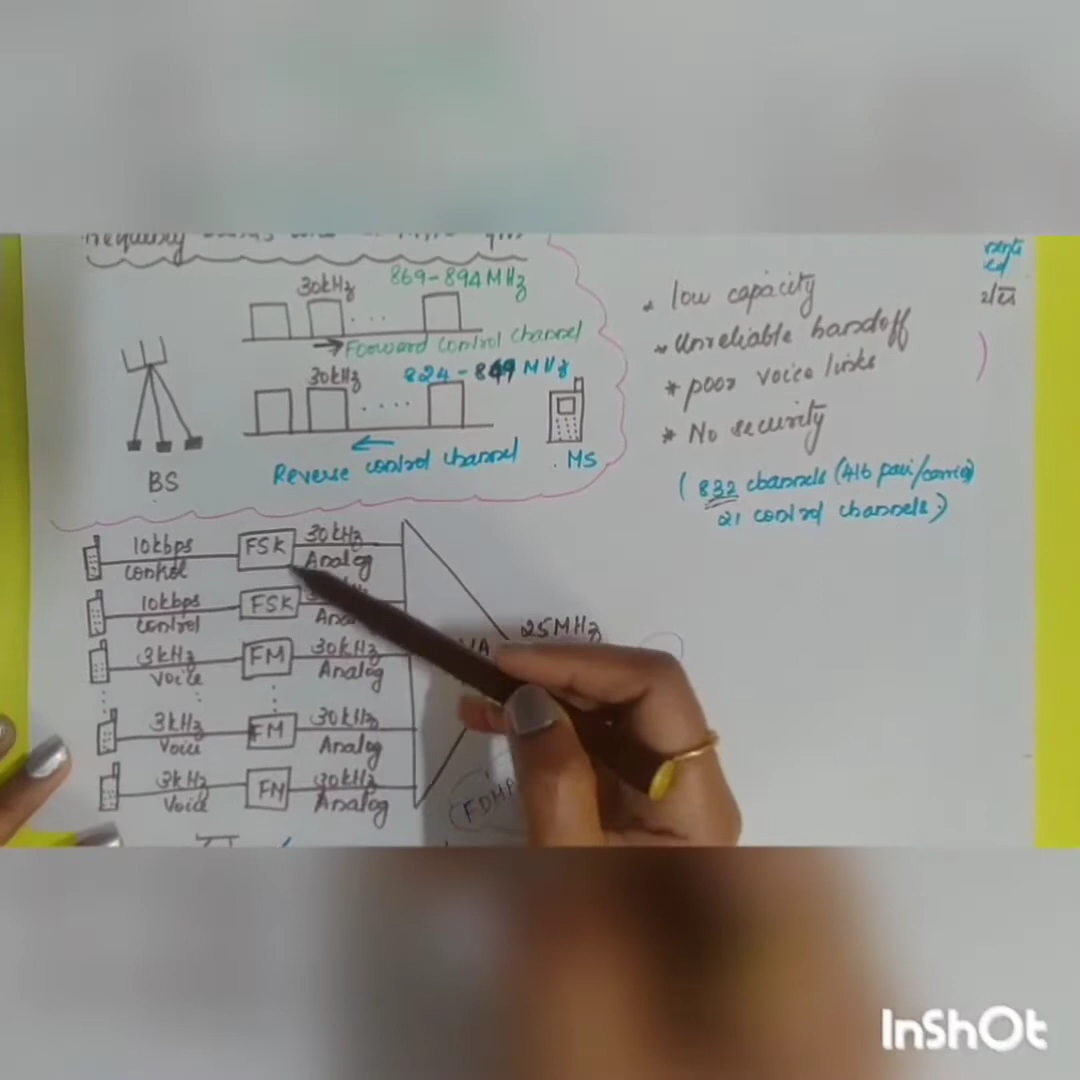 30kHz 869-894MHz
Forward control channel
30kHz 824-849 MHz
Reverse control channel
BS
MS
* low capacity
* Unreliable handoff
* poor voice links
* No security
(832 channels (416 pair/carrier)
21 control channels)
10kbps FSK 30kHz
control Analog
10kbps FSK
control
3kHz FM 30kHz
voice Analog
25MHz
3kHz FM 30kHz
Voice Analog
3kHz FM 30kHz
Voice Analog
InShOt